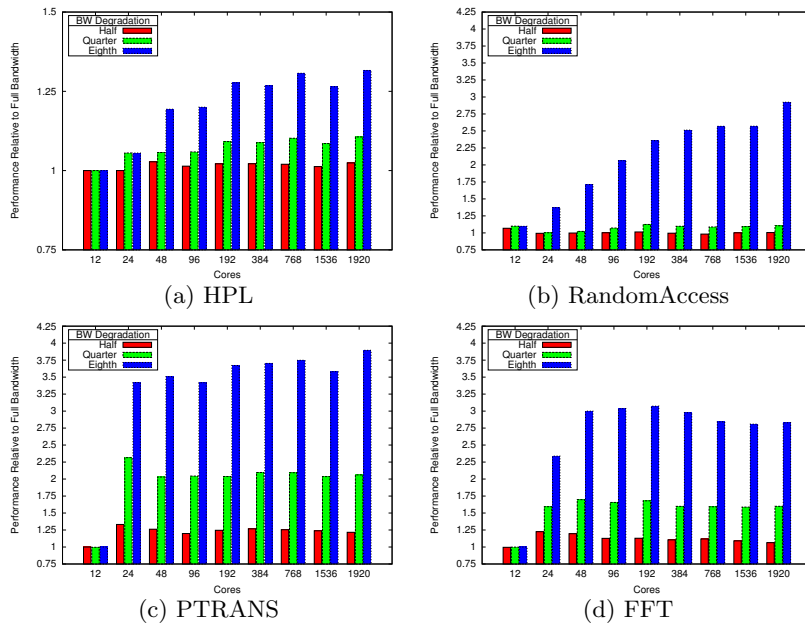 1.5
1.25
1
0.75
Performance Relative to Full Bandwidth
BW Degradation
Half
Quarter
Eighth
12 24 48 96 192 384 768 1536 1920
Cores
(a) HPL
4.25
4
3.75
3.5
3.25
3
2.75
2.5
2.25
2
1.75
1.5
1.25
1
0.75
Performance Relative to Full Bandwidth
BW Degradation
Half
Quarter
Eighth
12 24 48 96 192 384 768 1536 1920
Cores
(b) RandomAccess
4.25
4
3.75
3.5
3.25
3
2.75
2.5
2.25
2
1.75
1.5
1.25
1
0.75
Performance Relative to Full Bandwidth
BW Degradation
Half
Quarter
Eighth
12 24 48 96 192 384 768 1536 1920
Cores
(c) PTRANS
4.25
4
3.75
3.5
3.25
3
2.75
2.5
2.25
2
1.75
1.5
1.25
1
0.75
Performance Relative to Full Bandwidth
BW Degradation
Half
Quarter
Eighth
12 24 48 96 192 384 768 1536 1920
Cores
(d) FFT